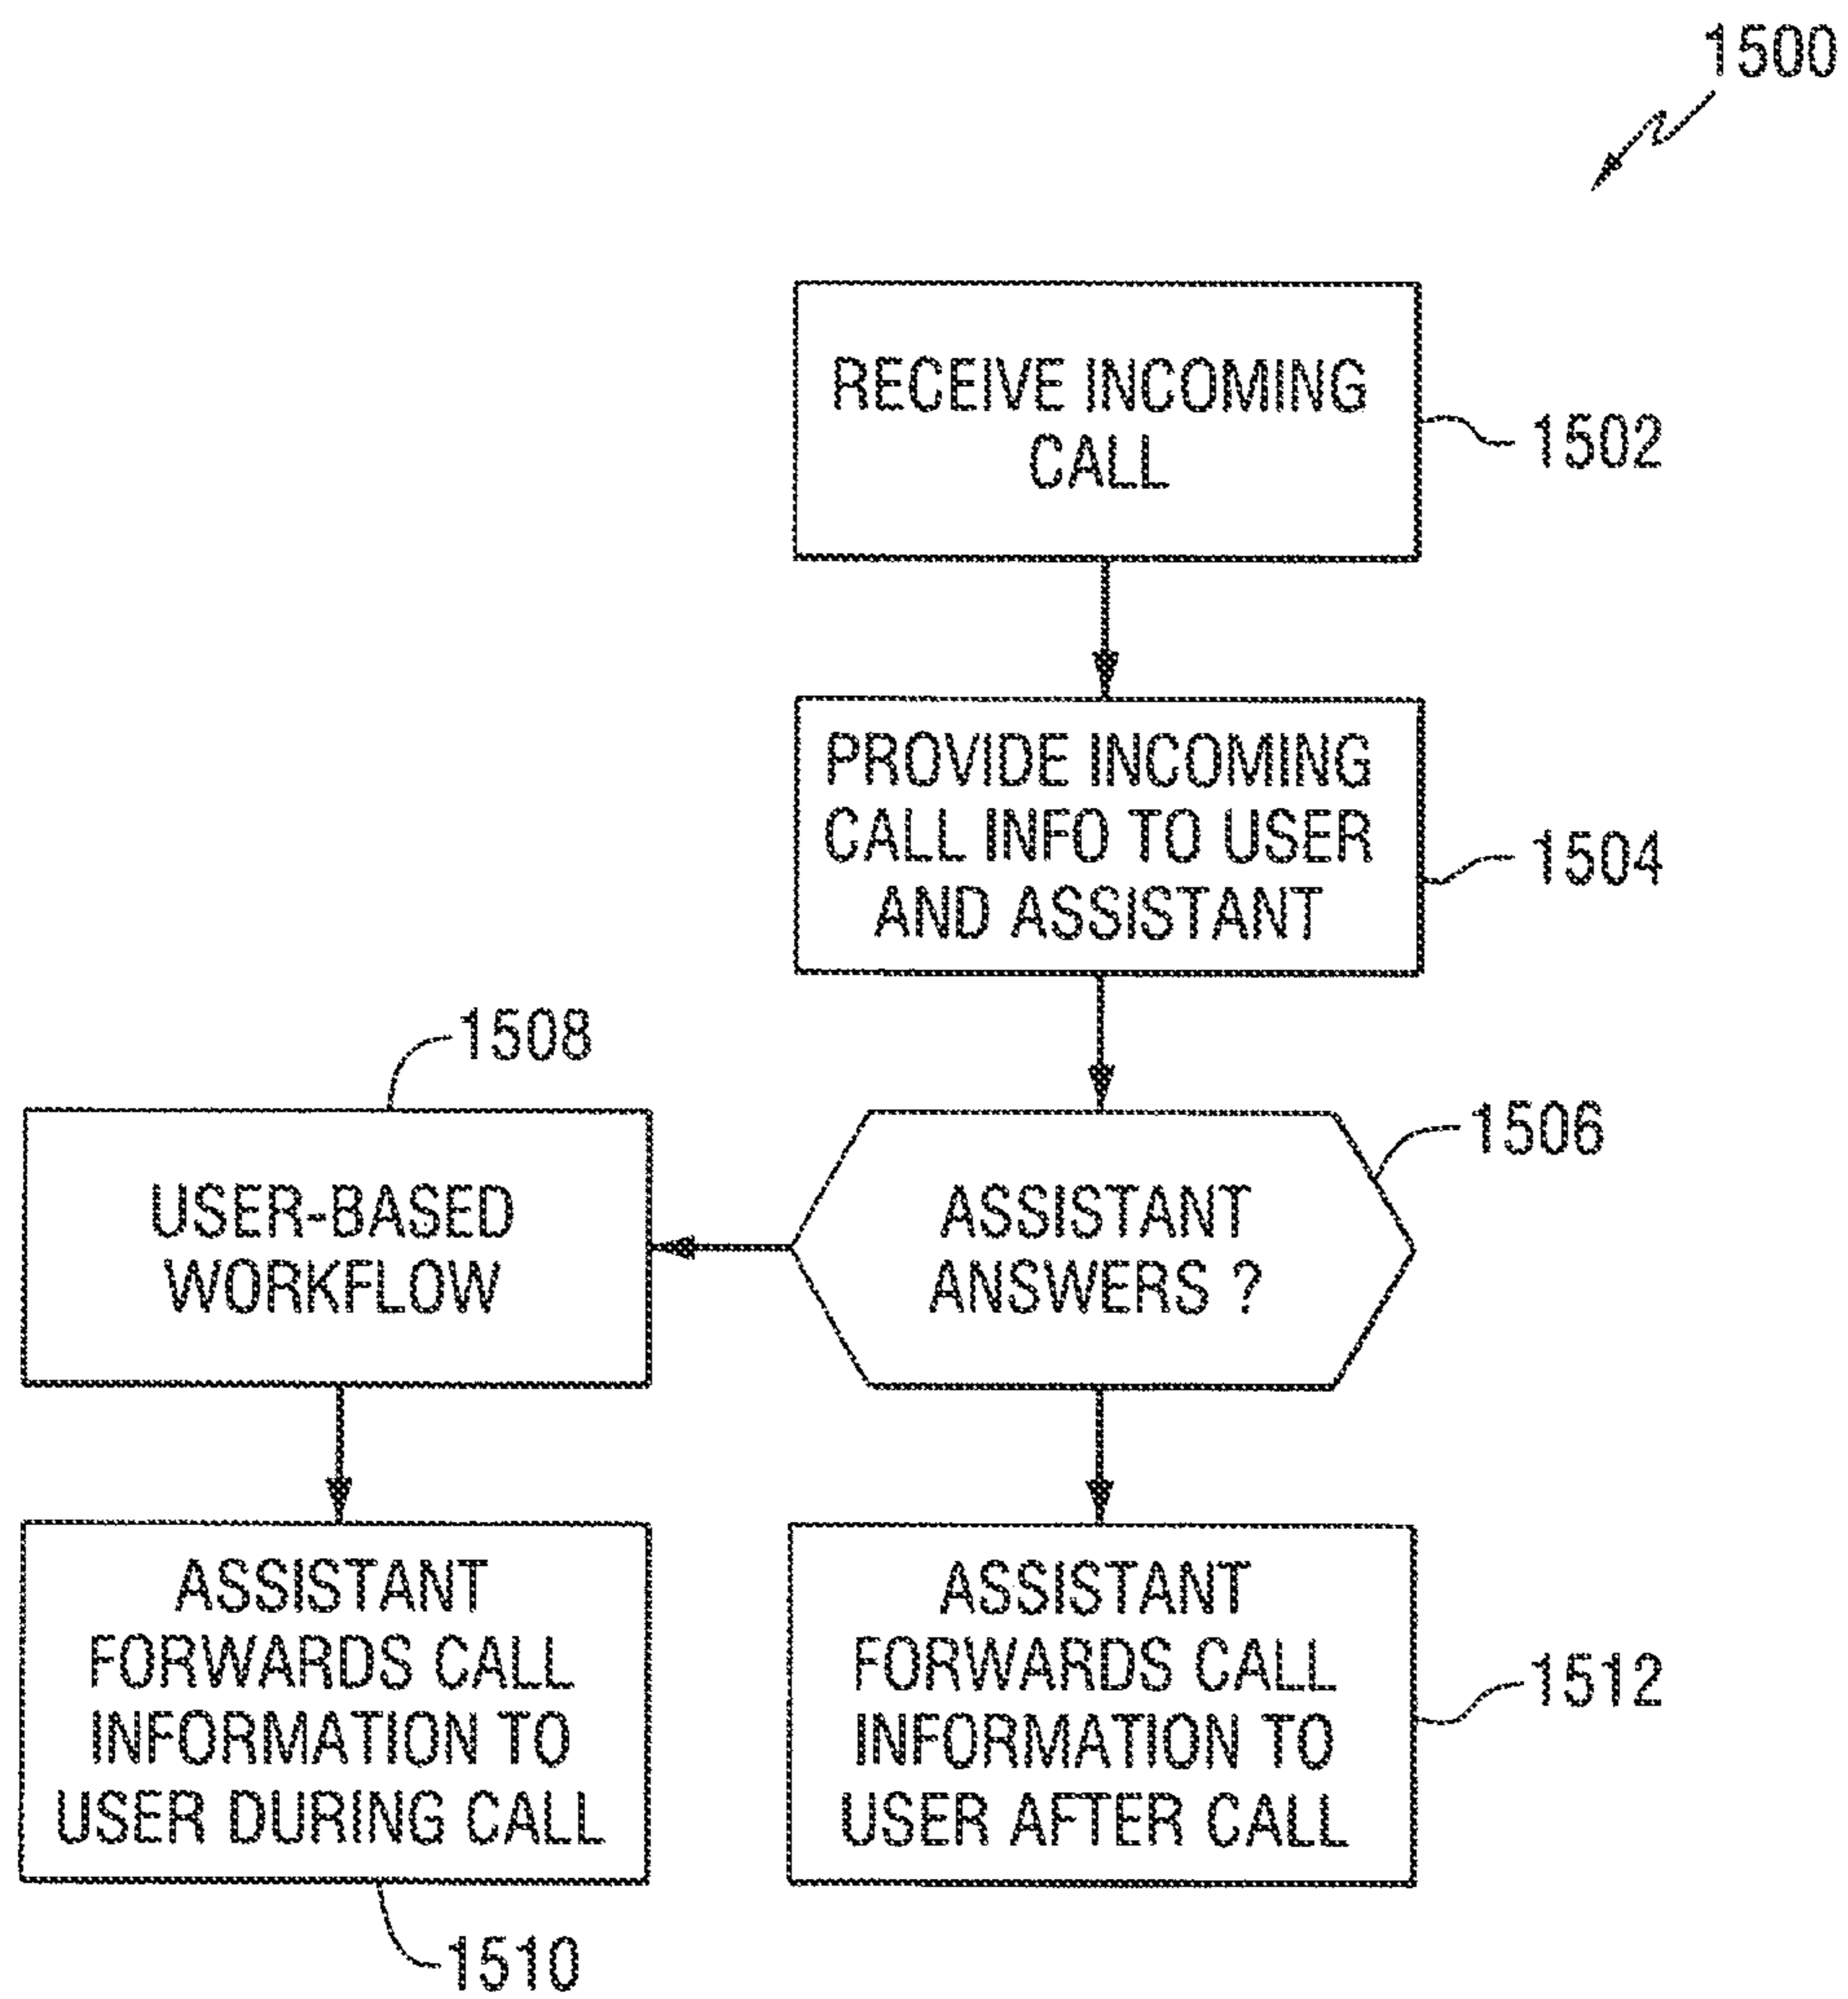 1500
RECEIVE INCOMING
CALL
1502
PROVIDE INCOMING
CALL INFO TO USER
AND ASSISTANT
1504
1508
USER-BASED
WORKFLOW
1506
ASSISTANT
ANSWERS ?
ASSISTANT
FORWARDS CALL
INFORMATION TO
USER DURING CALL
1510
ASSISTANT
FORWARDS CALL
INFORMATION TO
USER AFTER CALL
1512